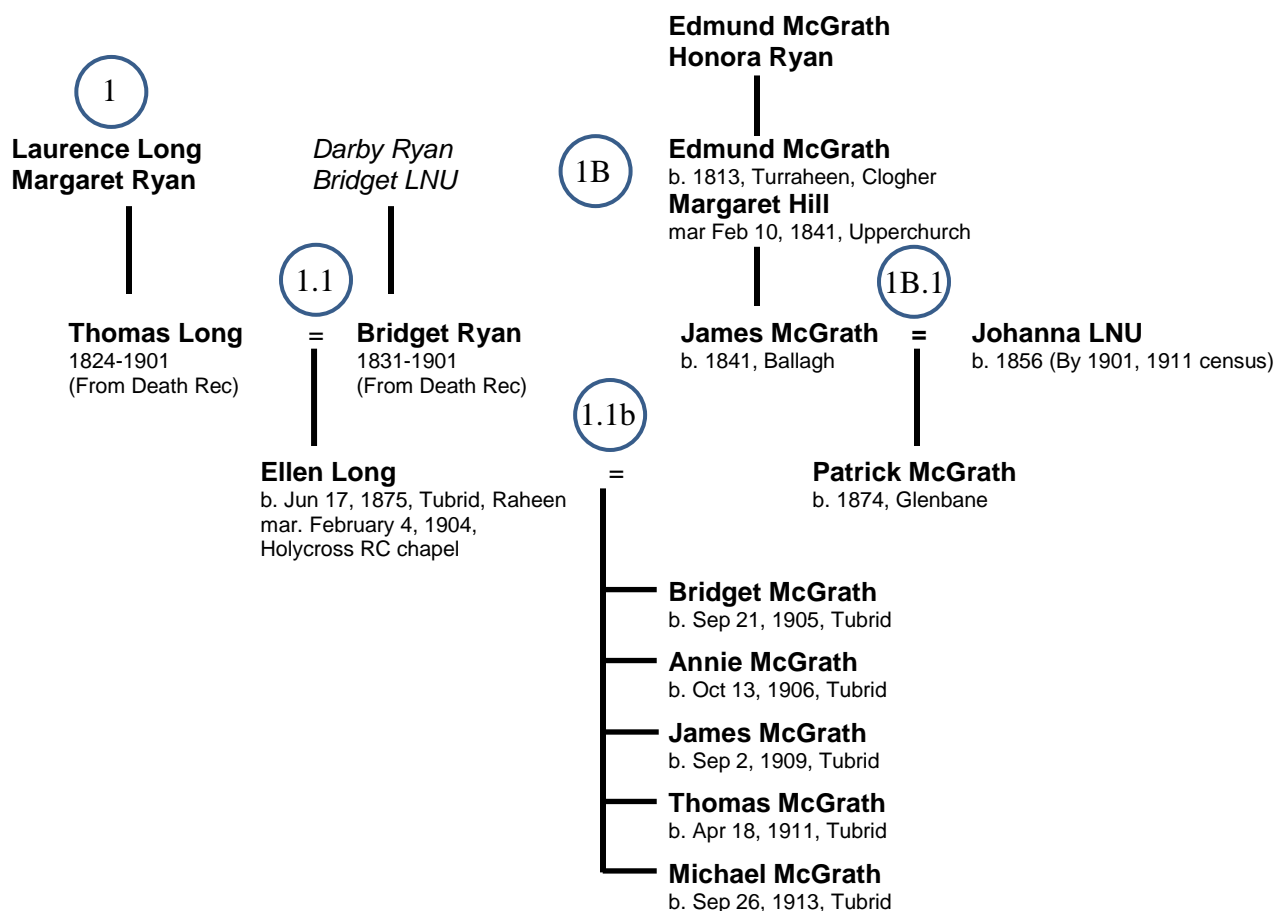 Edmund McGrath
Honora Ryan
1
Laurence Long
Margaret Ryan
Darby Ryan
Bridget LNU
1B
Edmund McGrath
b. 1813, Turraheen, Clogher
Margaret Hill
mar Feb 10, 1841, Upperchurch
1.1
1B.1
Thomas Long
1824-1901
(From Death Rec)
=
Bridget Ryan
1831-1901
(From Death Rec)
James McGrath
b. 1841, Ballagh
=
Johanna LNU
b. 1856 (By 1901, 1911 census)
1.1b
Ellen Long
b. Jun 17, 1875, Tubrid, Raheen
mar. February 4, 1904,
Holycross RC chapel
=
Patrick McGrath
b. 1874, Glenbane
Bridget McGrath
b. Sep 21, 1905, Tubrid
Annie McGrath
b. Oct 13, 1906, Tubrid
James McGrath
b. Sep 2, 1909, Tubrid
Thomas McGrath
b. Apr 18, 1911, Tubrid
Michael McGrath
b. Sep 26, 1913, Tubrid